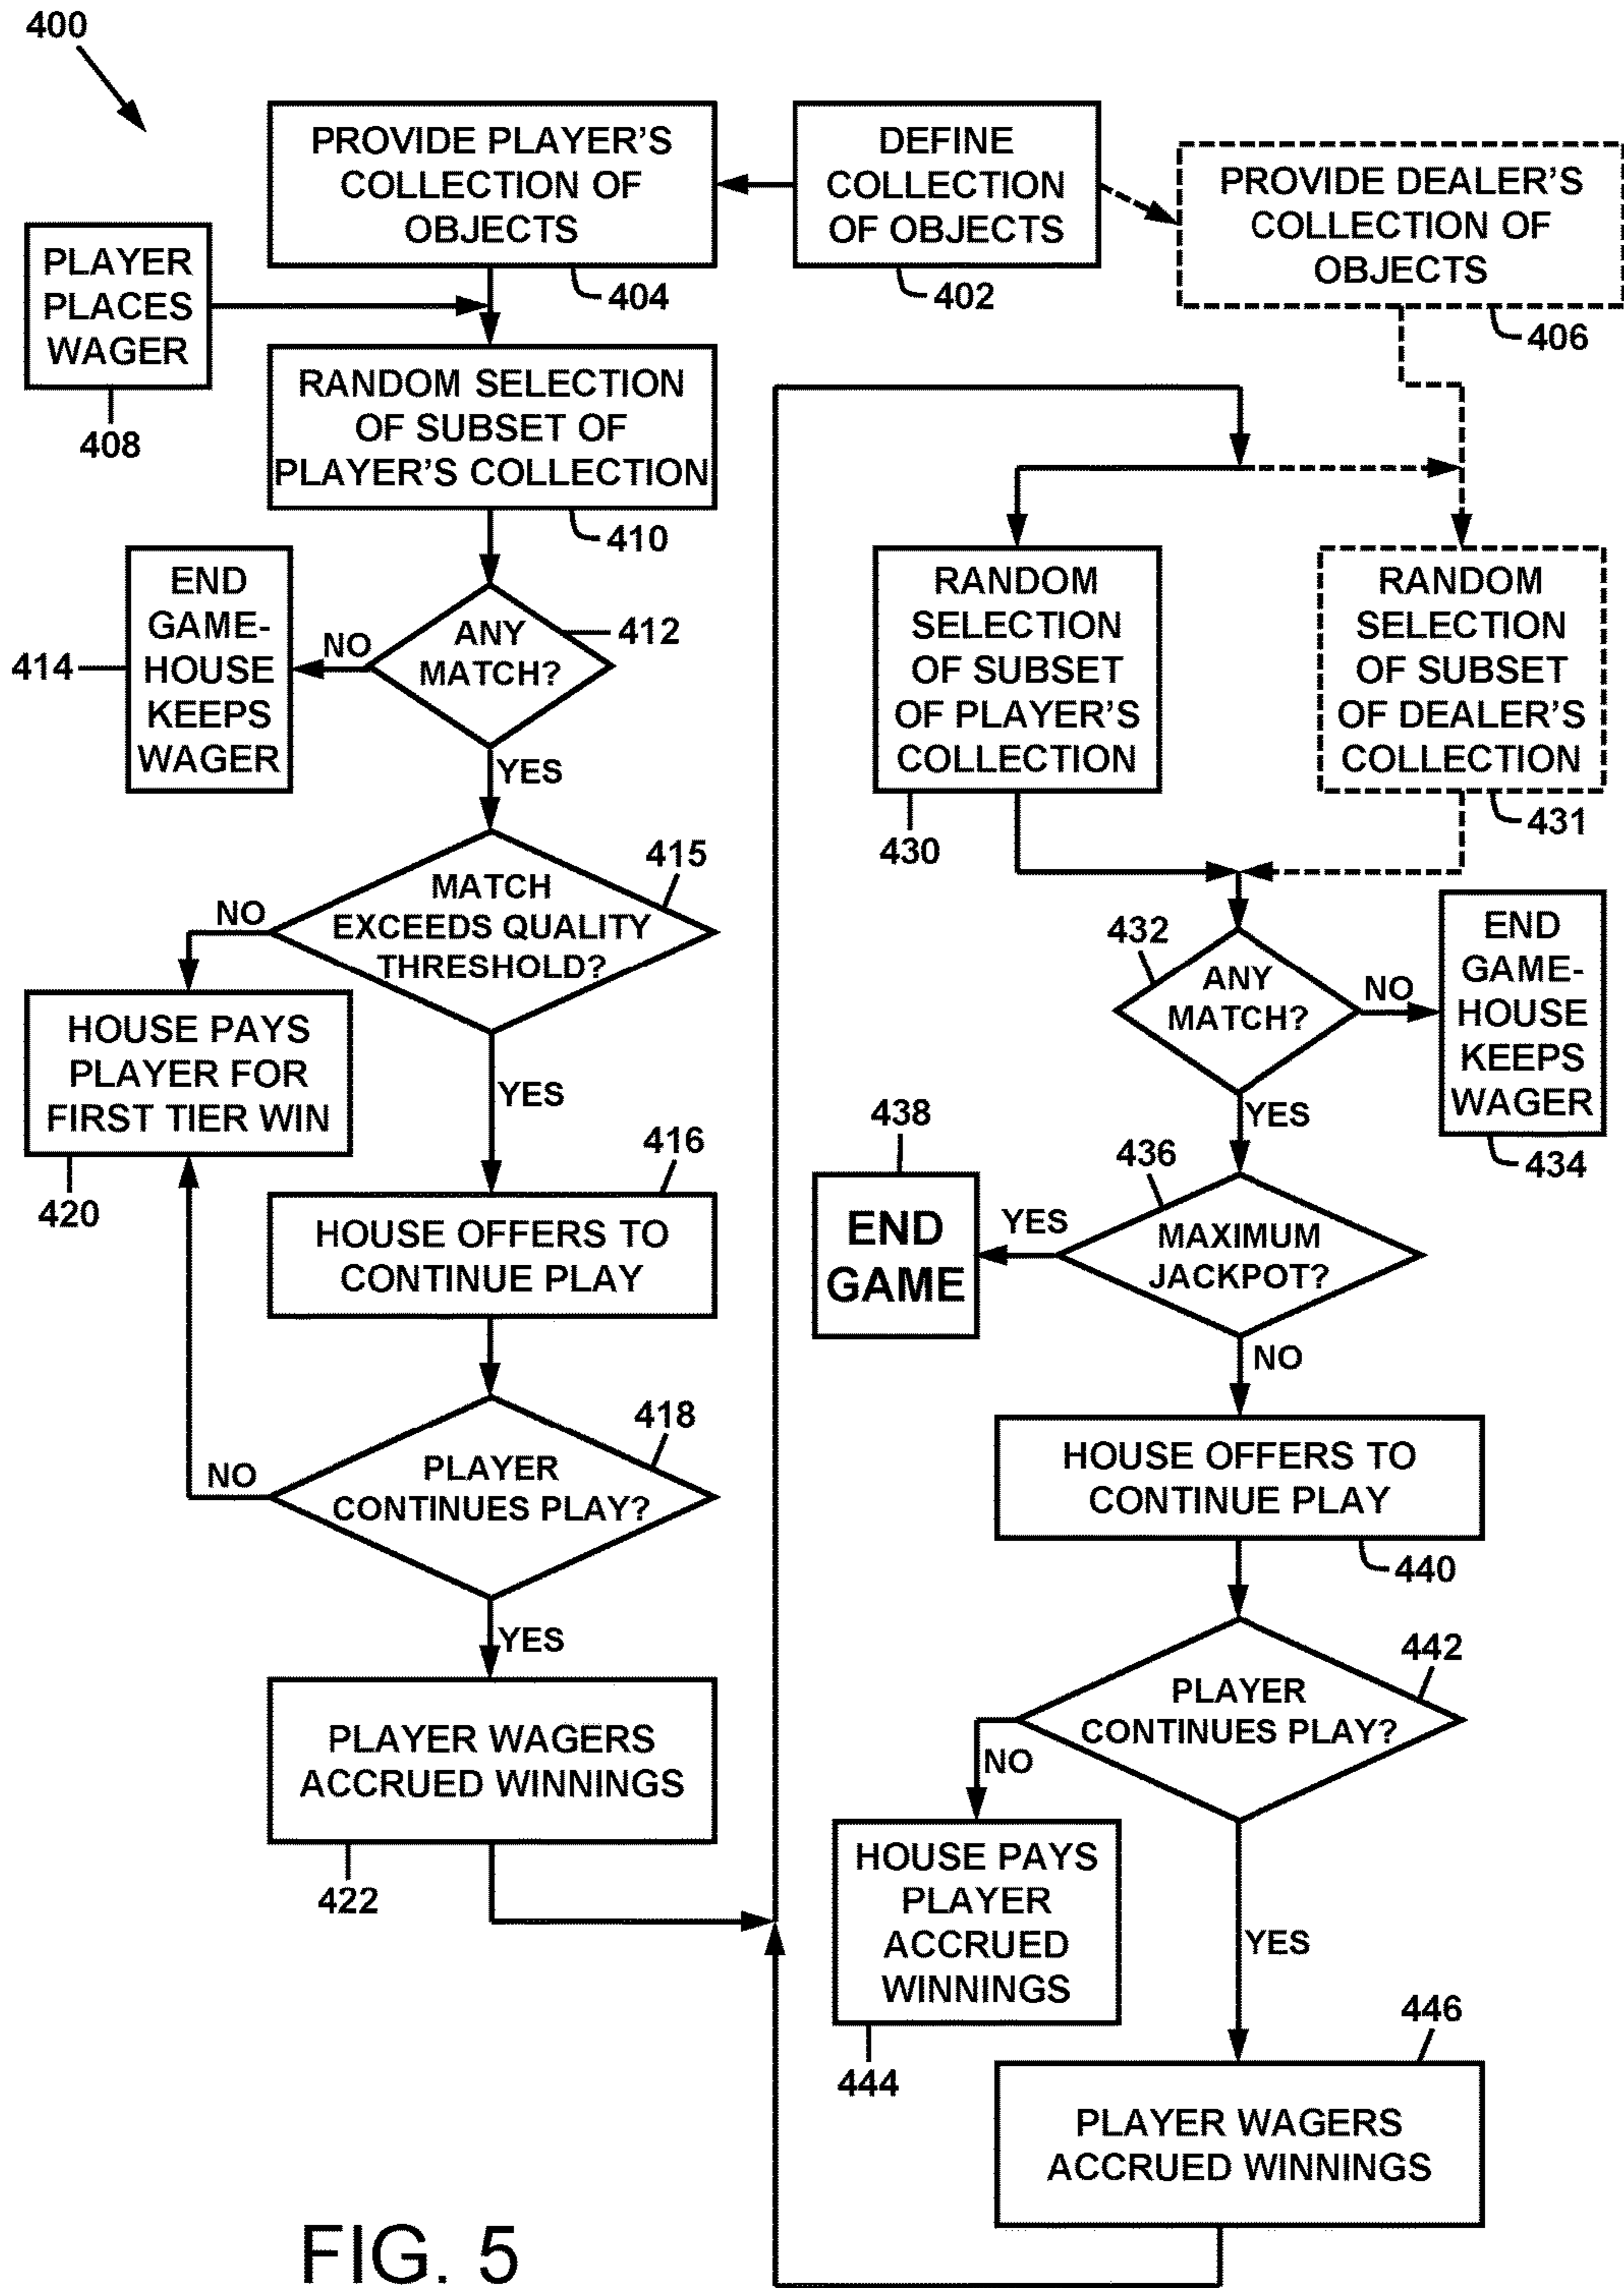 400
PROVIDE PLAYER'S
COLLECTION OF
OBJECTS
404
DEFINE
COLLECTION
OF OBJECTS
402
PROVIDE DEALER'S
COLLECTION OF
OBJECTS
406
PLAYER
PLACES
WAGER
408
RANDOM SELECTION
OF SUBSET OF
PLAYER'S COLLECTION
410
ANY
MATCH?
412
NO
END
GAME-
HOUSE
KEEPS
WAGER
414
YES
MATCH
EXCEEDS QUALITY
THRESHOLD?
415
NO
HOUSE PAYS
PLAYER FOR
FIRST TIER WIN
420
YES
416
HOUSE OFFERS TO
CONTINUE PLAY
418
PLAYER
CONTINUES PLAY?
NO
YES
PLAYER WAGERS
ACCRUED WINNINGS
422
RANDOM
SELECTION
OF SUBSET
OF PLAYER'S
COLLECTION
430
RANDOM
SELECTION
OF SUBSET
OF DEALER'S
COLLECTION
431
432
ANY
MATCH?
NO
END
GAME-
HOUSE
KEEPS
WAGER
434
YES
436
MAXIMUM
JACKPOT?
YES
438
END
GAME
NO
HOUSE OFFERS TO
CONTINUE PLAY
440
442
PLAYER
CONTINUES PLAY?
NO
HOUSE PAYS
PLAYER
ACCRUED
WINNINGS
444
YES
446
PLAYER WAGERS
ACCRUED WINNINGS
FIG. 5